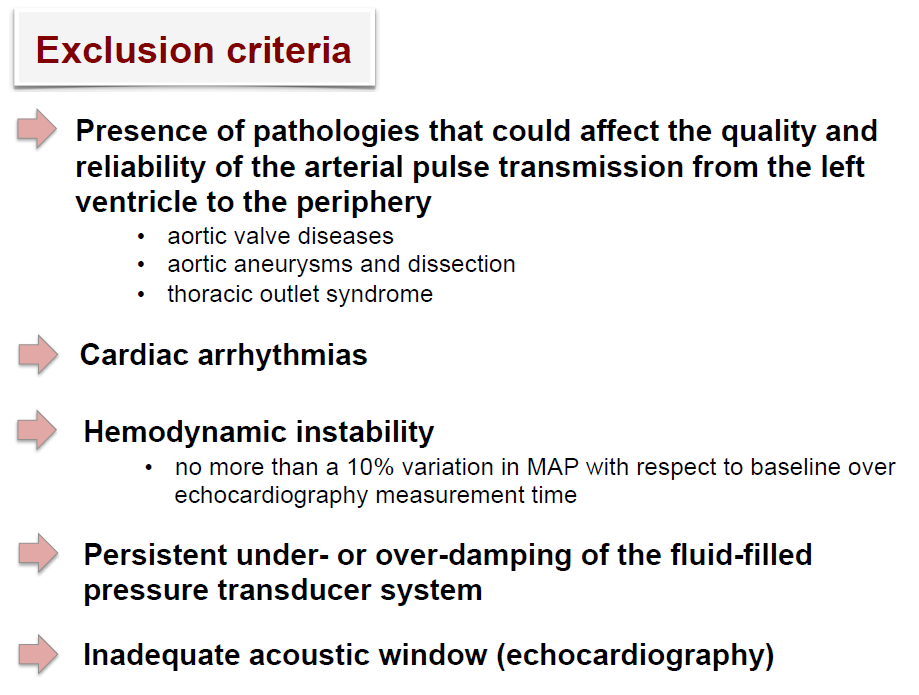 Exclusion criteria
Presence of pathologies that could affect the quality and
reliability of the arterial pulse transmission from the left
ventricle to the periphery
• aortic valve diseases
• aortic aneurysms and dissection
• thoracic outlet syndrome
Cardiac arrhythmias
Hemodynamic instability
• no more than a 10% variation in MAP with respect to baseline over
echocardiography measurement time
Persistent under- or over-damping of the fluid-filled
pressure transducer system
Inadequate acoustic window (echocardiography)